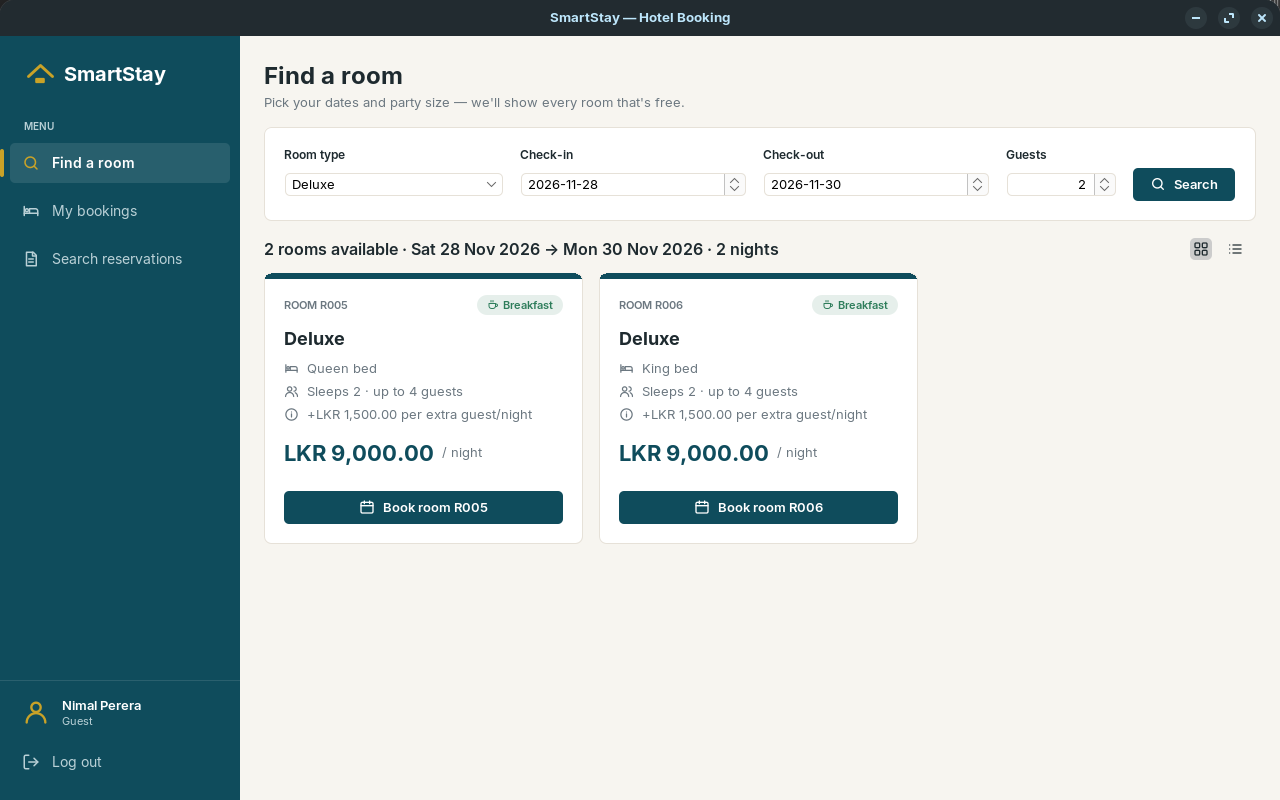 SmartStay — Hotel Booking
SmartStay
MENU
Find a room
My bookings
Search reservations
Nimal Perera
Guest
Log out
Find a room
Pick your dates and party size — we'll show every room that's free.
Room type
Check-in
Check-out
Guests
Deluxe
2026-11-28
2026-11-30
2
Search
2 rooms available · Sat 28 Nov 2026 → Mon 30 Nov 2026 · 2 nights
ROOM R005
Breakfast
Deluxe
Queen bed
Sleeps 2 · up to 4 guests
+LKR 1,500.00 per extra guest/night
LKR 9,000.00 / night
Book room R005
ROOM R006
Breakfast
Deluxe
King bed
Sleeps 2 · up to 4 guests
+LKR 1,500.00 per extra guest/night
LKR 9,000.00 / night
Book room R006